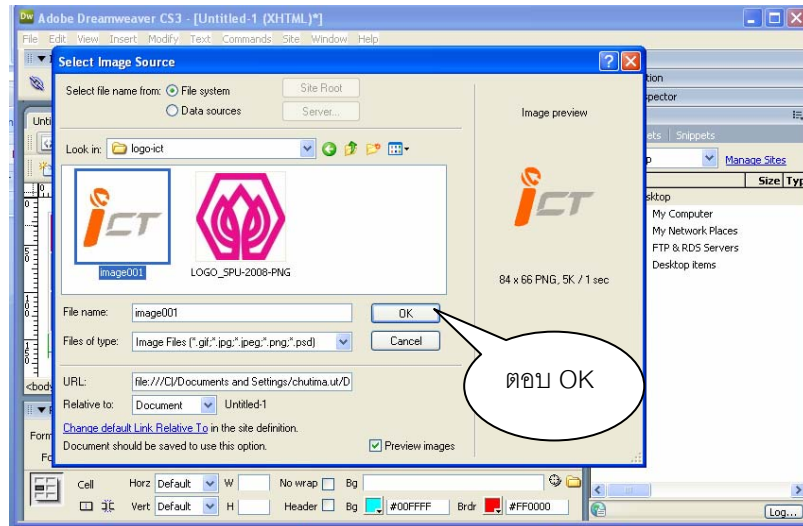 Adobe Dreamweaver CS3 - [Untitled-1 (XHTML)*]
File Edit View Insert Modify Text Commands Site Window Help
Select Image Source
Select file name from: File system Site Root
Data sources Server...
Image preview
Look in: logo-ict
iCT
image001
LOGO_SPU-2008-PNG
iCT
84 x 66 PNG, 5K / 1 sec
File name: image001 OK
Files of type: Image Files (*.gif;*.jpg;*.jpeg;*.png;*.psd) Cancel
ตอบ OK
URL: file:///C|/Documents and Settings/chutima.ut/D
Relative to: Document Untitled-1
Change default Link Relative To in the site definition.
Document should be saved to use this option. Preview images
Snippets
Manage Sites
Size Typ
My Computer
My Network Places
FTP & RDS Servers
Desktop items
Cell Horz Default W No wrap Bg
Vert Default H Header Bg #00FFFF Brdr #FF0000
Log...